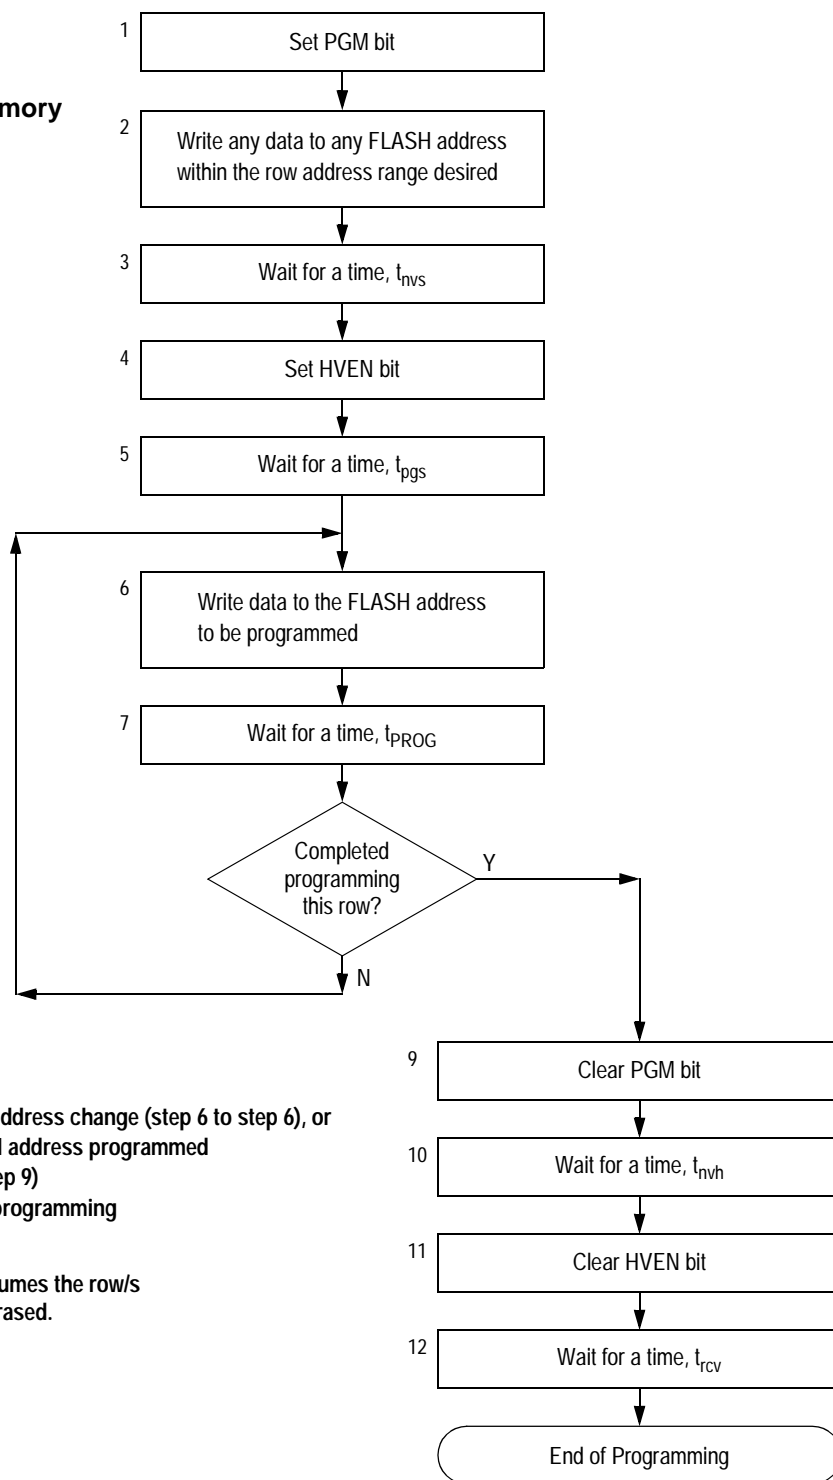 1
Set PGM bit
mory
2
Write any data to any FLASH address
within the row address range desired
3
Wait for a time, tnvs
4
Set HVEN bit
5
Wait for a time, tpgs
6
Write data to the FLASH address
to be programmed
7
Wait for a time, tPROG
Completed
programming
this row?
Y
N
9
Clear PGM bit
ddress change (step 6 to step 6), or
l address programmed
ep 9)
programming
10
Wait for a time, tnvh
11
Clear HVEN bit
umes the row/s
rased.
12
Wait for a time, trcv
End of Programming